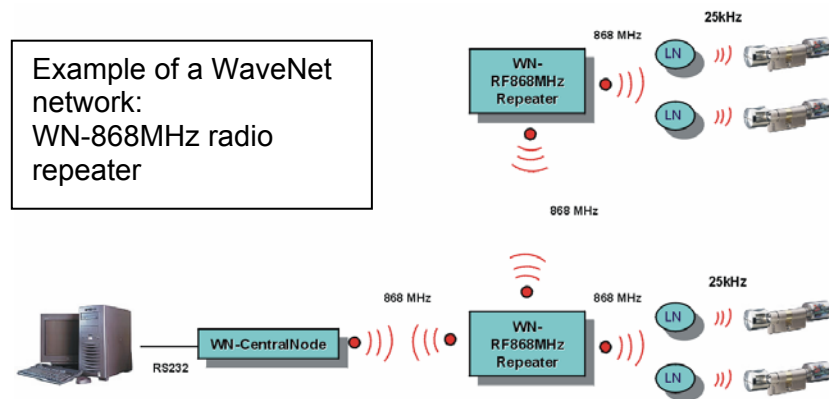 Example of a WaveNet
network:
WN-868MHz radio
repeater
WN-
RF868MHz
Repeater
868 MHz
25kHz
LN
LN
868 MHz
RS232
WN-CentralNode
868 MHz
WN-
RF868MHz
Repeater
868 MHz
25kHz
LN
LN